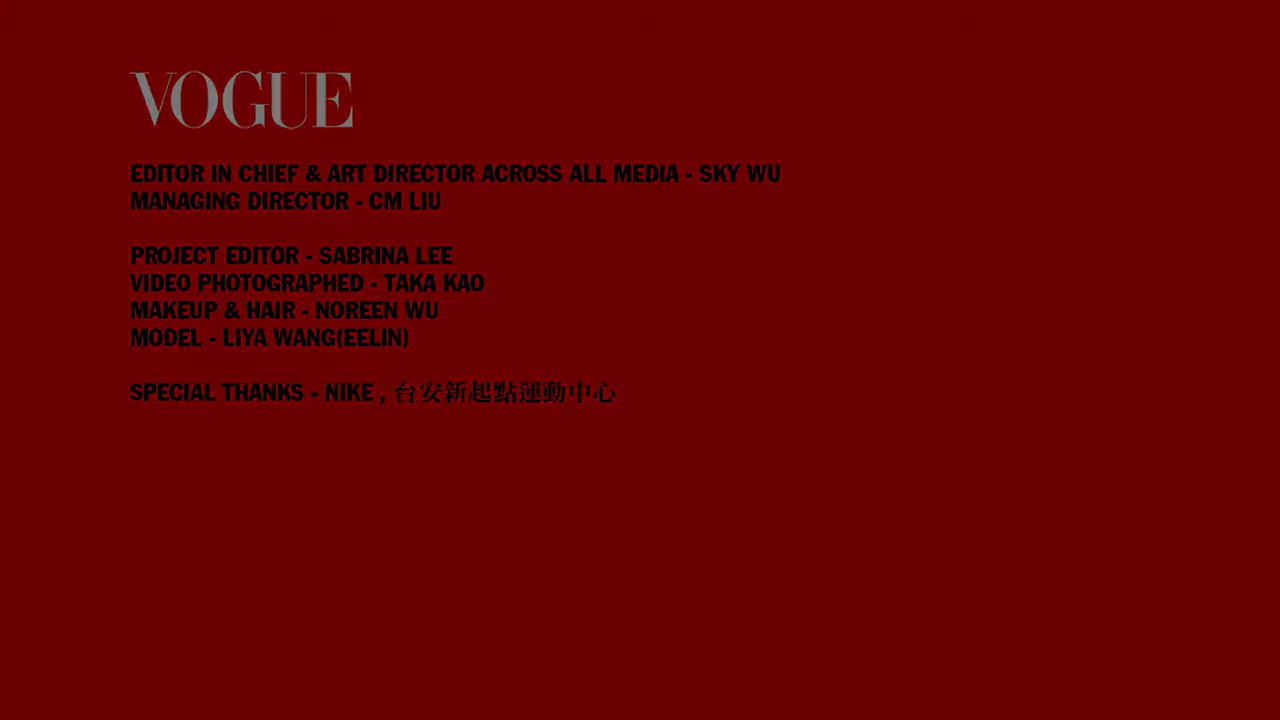 VOGUE
EDITOR IN CHIEF & ART DIRECTOR ACROSS ALL MEDIA - SKY WU
MANAGING DIRECTOR - CM LIU
PROJECT EDITOR - SABRINA LEE
VIDEO PHOTOGRAPHED - TAKA KAO
MAKEUP & HAIR - NOREEN WU
MODEL - LIYA WANG(EELIN)
SPECIAL THANKS - NIKE , 台安新起點運動中心